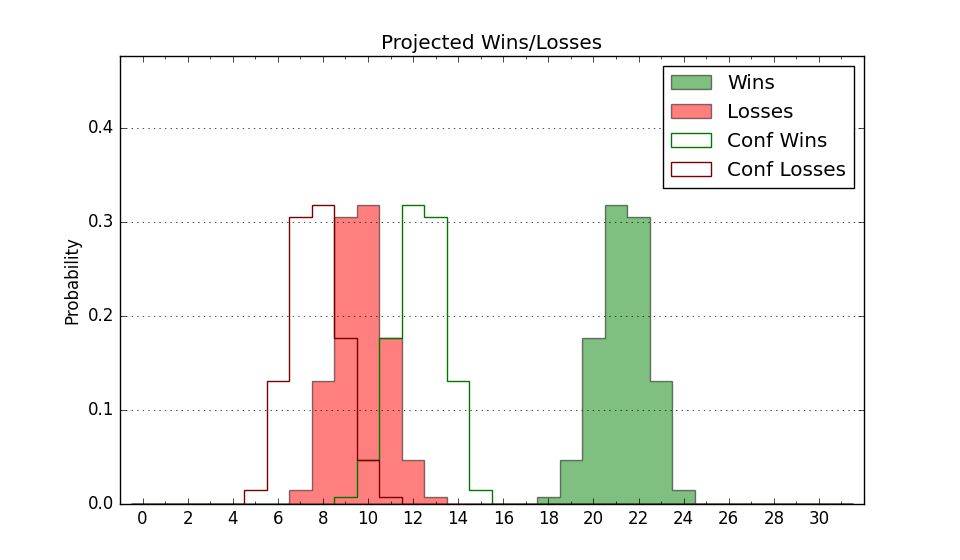 Projected Wins/Losses
Wins
Losses
Conf Wins
Conf Losses
Probability
0.4
0.3
0.2
0.1
0.0
0 2 4 6 8 10 12 14 16 18 20 22 24 26 28 30